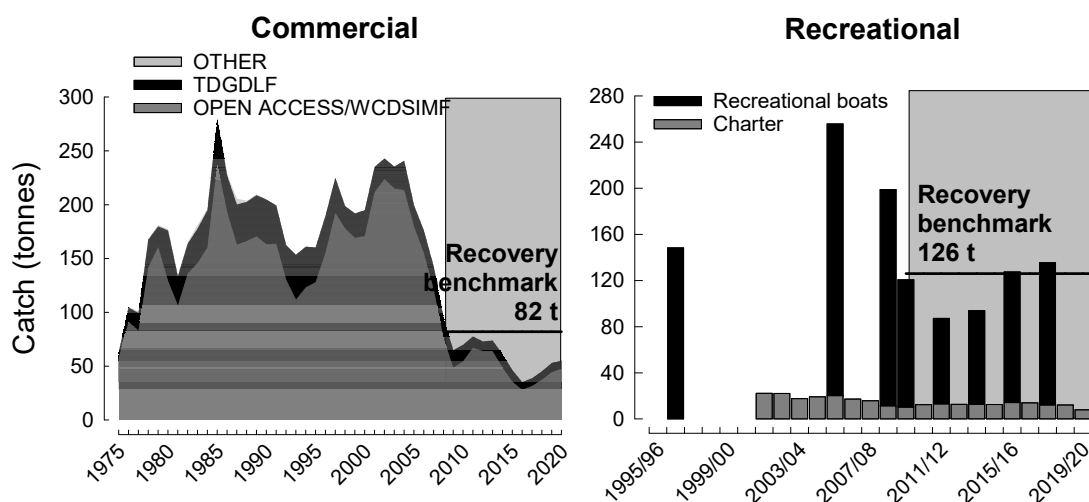 Commercial
OTHER
TDGDLF
OPEN ACCESS/WCDSIMF
Catch (tonnes)
300
250
200
150
100
50
0
Recovery
benchmark
82 t
1975
1980
1985
1990
1995
2000
2005
2010
2015
2020
Recreational
Recreational boats
Charter
280
240
200
160
120
80
40
0
Recovery
benchmark
126 t
1995/96
1999/00
2003/04
2007/08
2011/12
2015/16
2019/20